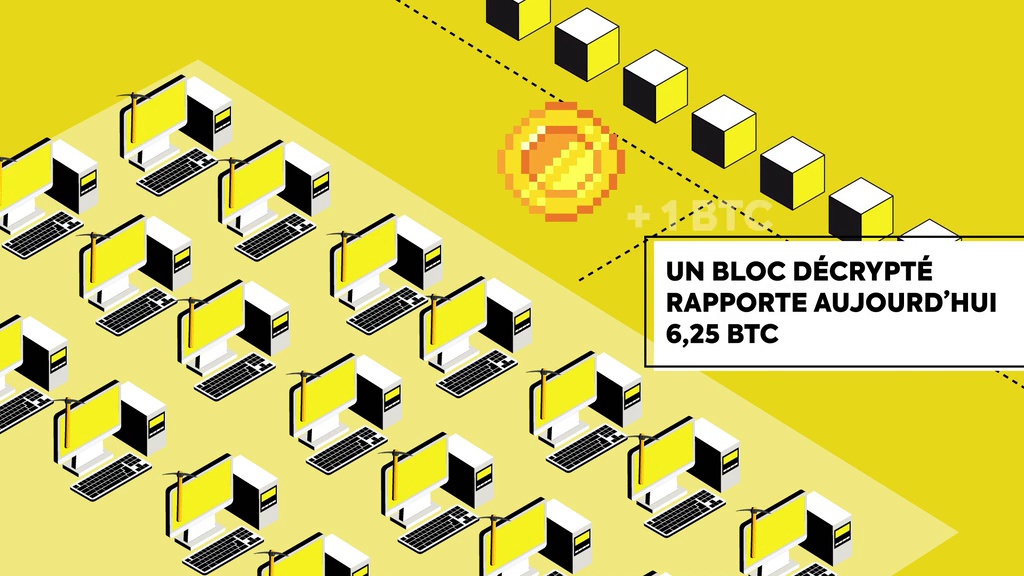 + 1 BTC
UN BLOC DÉCRYPTÉ
RAPPORTE AUJOURD’HUI
6,25 BTC